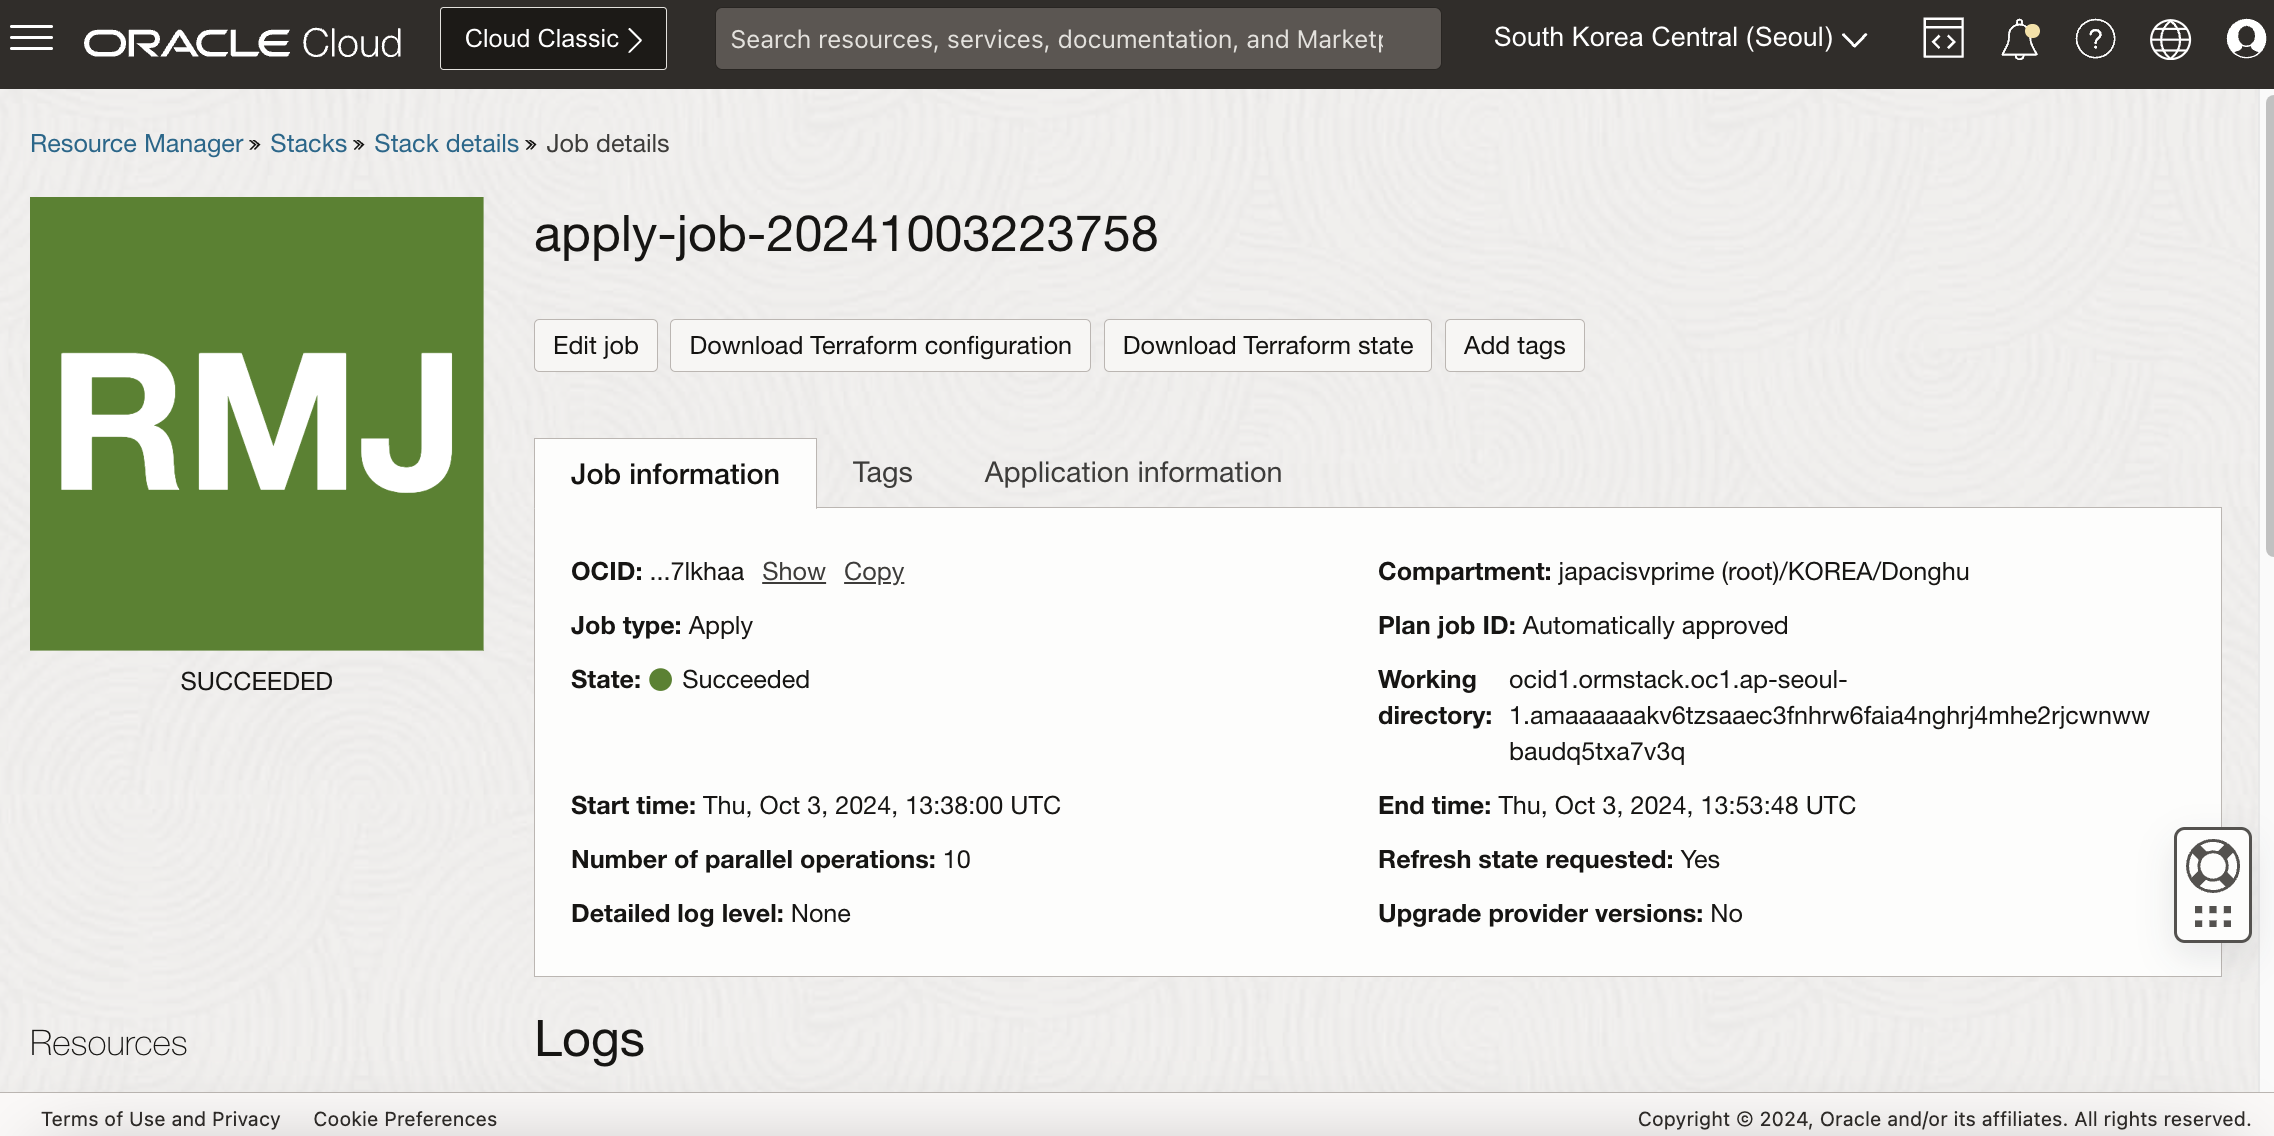 ORACLE Cloud
Cloud Classic
Search resources, services, documentation, and Market
South Korea Central (Seoul)
Resource Manager » Stacks » Stack details » Job details
RMJ
SUCCEEDED
apply-job-20241003223758
Edit job
Download Terraform configuration
Download Terraform state
Add tags
Job information
Tags
Application information
OCID: ...7lkhaa Show Copy
Compartment: japacisvprime (root)/KOREA/Donghu
Job type: Apply
Plan job ID: Automatically approved
State: Succeeded
Working directory: ocid1.ormstack.oc1.ap-seoul-
1.amaaaaaakv6tzsaaec3fnhrw6faia4nghrj4mhe2rjcwnww
baudq5txa7v3q
Start time: Thu, Oct 3, 2024, 13:38:00 UTC
End time: Thu, Oct 3, 2024, 13:53:48 UTC
Number of parallel operations: 10
Refresh state requested: Yes
Detailed log level: None
Upgrade provider versions: No
Resources
Logs
Terms of Use and Privacy
Cookie Preferences
Copyright © 2024, Oracle and/or its affiliates. All rights reserved.